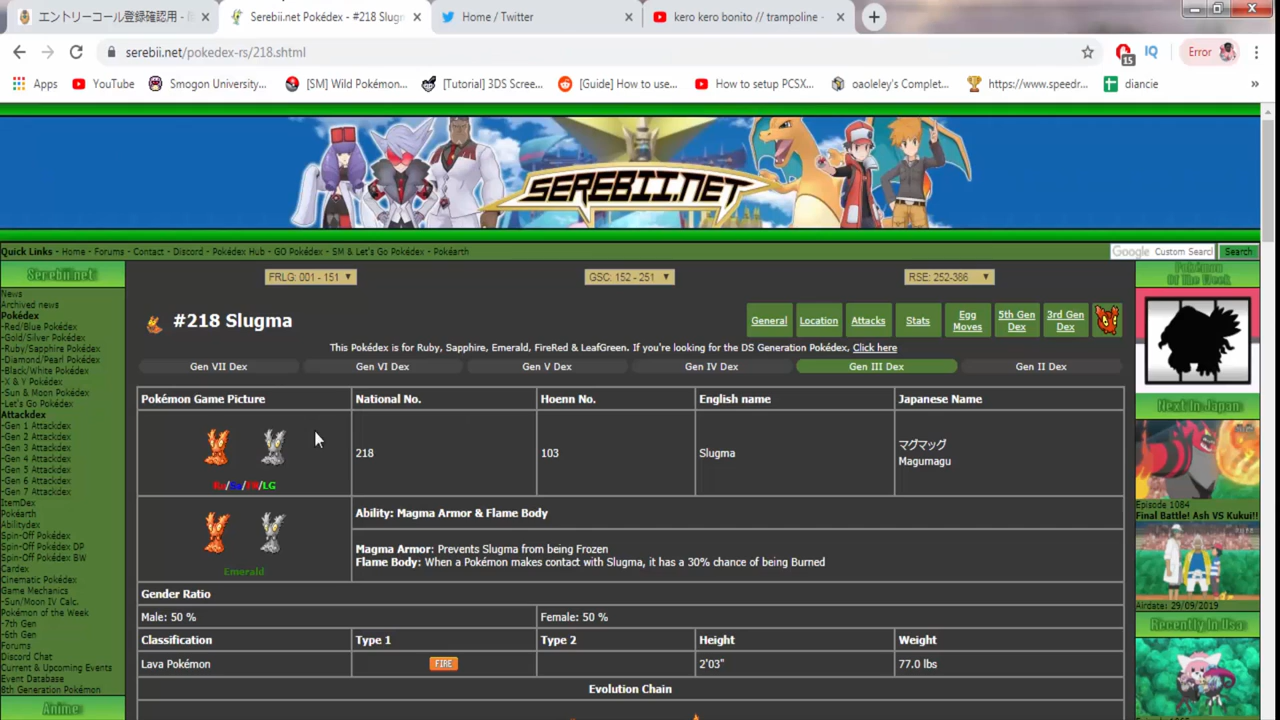 エントリーコール登録確認用 - (
Serebii.net Pokédex - #218 Slugm
Home / Twitter
kero kero bonito // trampoline -
serebii.net/pokedex-rs/218.shtml
15
IQ
Error
Apps
YouTube
Smogon University...
[SM] Wild Pokémon...
[Tutorial] 3DS Scree...
[Guide] How to use...
How to setup PCSX...
oaoleley's Complet...
https://www.speedr...
diancie
»
SEREBII.NET
Quick Links - Home - Forums - Contact - Discord - Pokédex Hub - GO Pokédex - SM & Let's Go Pokédex - Pokéarth
Google Custom Searcl
Search
Serebii.net
News
Archived news
Pokédex
-Red/Blue Pokédex
-Gold/Silver Pokédex
-Ruby/Sapphire Pokédex
-Diamond/Pearl Pokédex
-Black/White Pokédex
-X & Y Pokédex
-Sun & Moon Pokédex
-Let's Go Pokédex
Attackdex
-Gen 1 Attackdex
-Gen 2 Attackdex
-Gen 3 Attackdex
-Gen 4 Attackdex
-Gen 5 Attackdex
-Gen 6 Attackdex
-Gen 7 Attackdex
ItemDex
Pokéarth
Abilitydex
Spin-Off Pokédex
Spin-Off Pokédex DP
Spin-Off Pokédex BW
Cardex
Cinematic Pokédex
Game Mechanics
-Sun/Moon IV Calc.
Pokémon of the Week
-7th Gen
-6th Gen
Forums
Discord Chat
Current & Upcoming Events
Event Database
8th Generation Pokémon
Anime
FRLG: 001 - 151
GSC: 152 - 251
RSE: 252-386
#218 Slugma
General
Location
Attacks
Stats
Egg Moves
5th Gen Dex
3rd Gen Dex
This Pokédex is for Ruby, Sapphire, Emerald, FireRed & LeafGreen. If you're looking for the DS Generation Pokédex, Click here
Gen VII Dex
Gen VI Dex
Gen V Dex
Gen IV Dex
Gen III Dex
Gen II Dex
Pokémon Game Picture
National No.
Hoenn No.
English name
Japanese Name
Ru/Sa/FR/LG
218
103
Slugma
マグマッグ
Magumagu
Emerald
Ability: Magma Armor & Flame Body
Magma Armor: Prevents Slugma from being Frozen
Flame Body: When a Pokémon makes contact with Slugma, it has a 30% chance of being Burned
Gender Ratio
Male: 50 %
Female: 50 %
Classification
Type 1
Type 2
Height
Weight
Lava Pokémon
FIRE
2'03"
77.0 lbs
Evolution Chain
Pokémon
Of The Week
Next In Japan
Episode 1084
Final Battle! Ash VS Kukui!!
Airdate: 29/09/2019
Recently In Usa